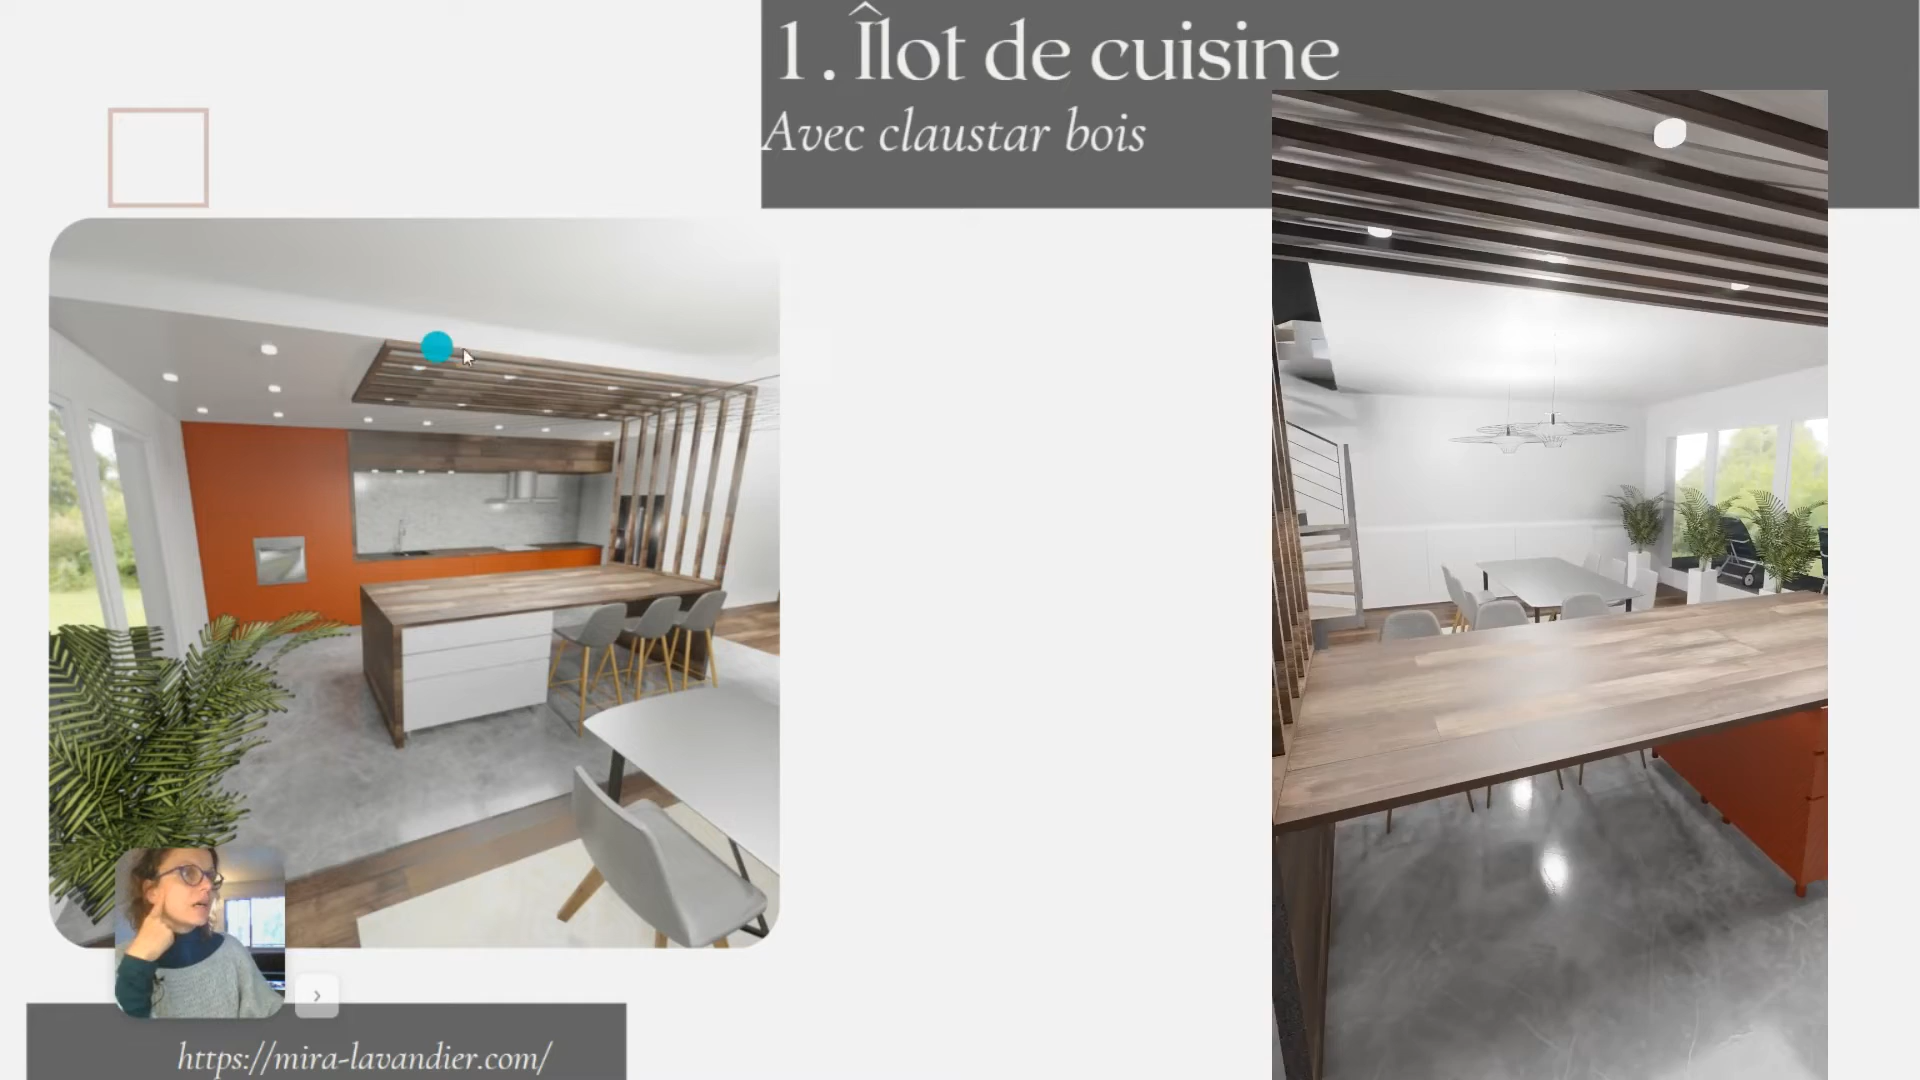 1. Îlot de cuisine
Avec claustar bois
https://mira-lavandier.com/